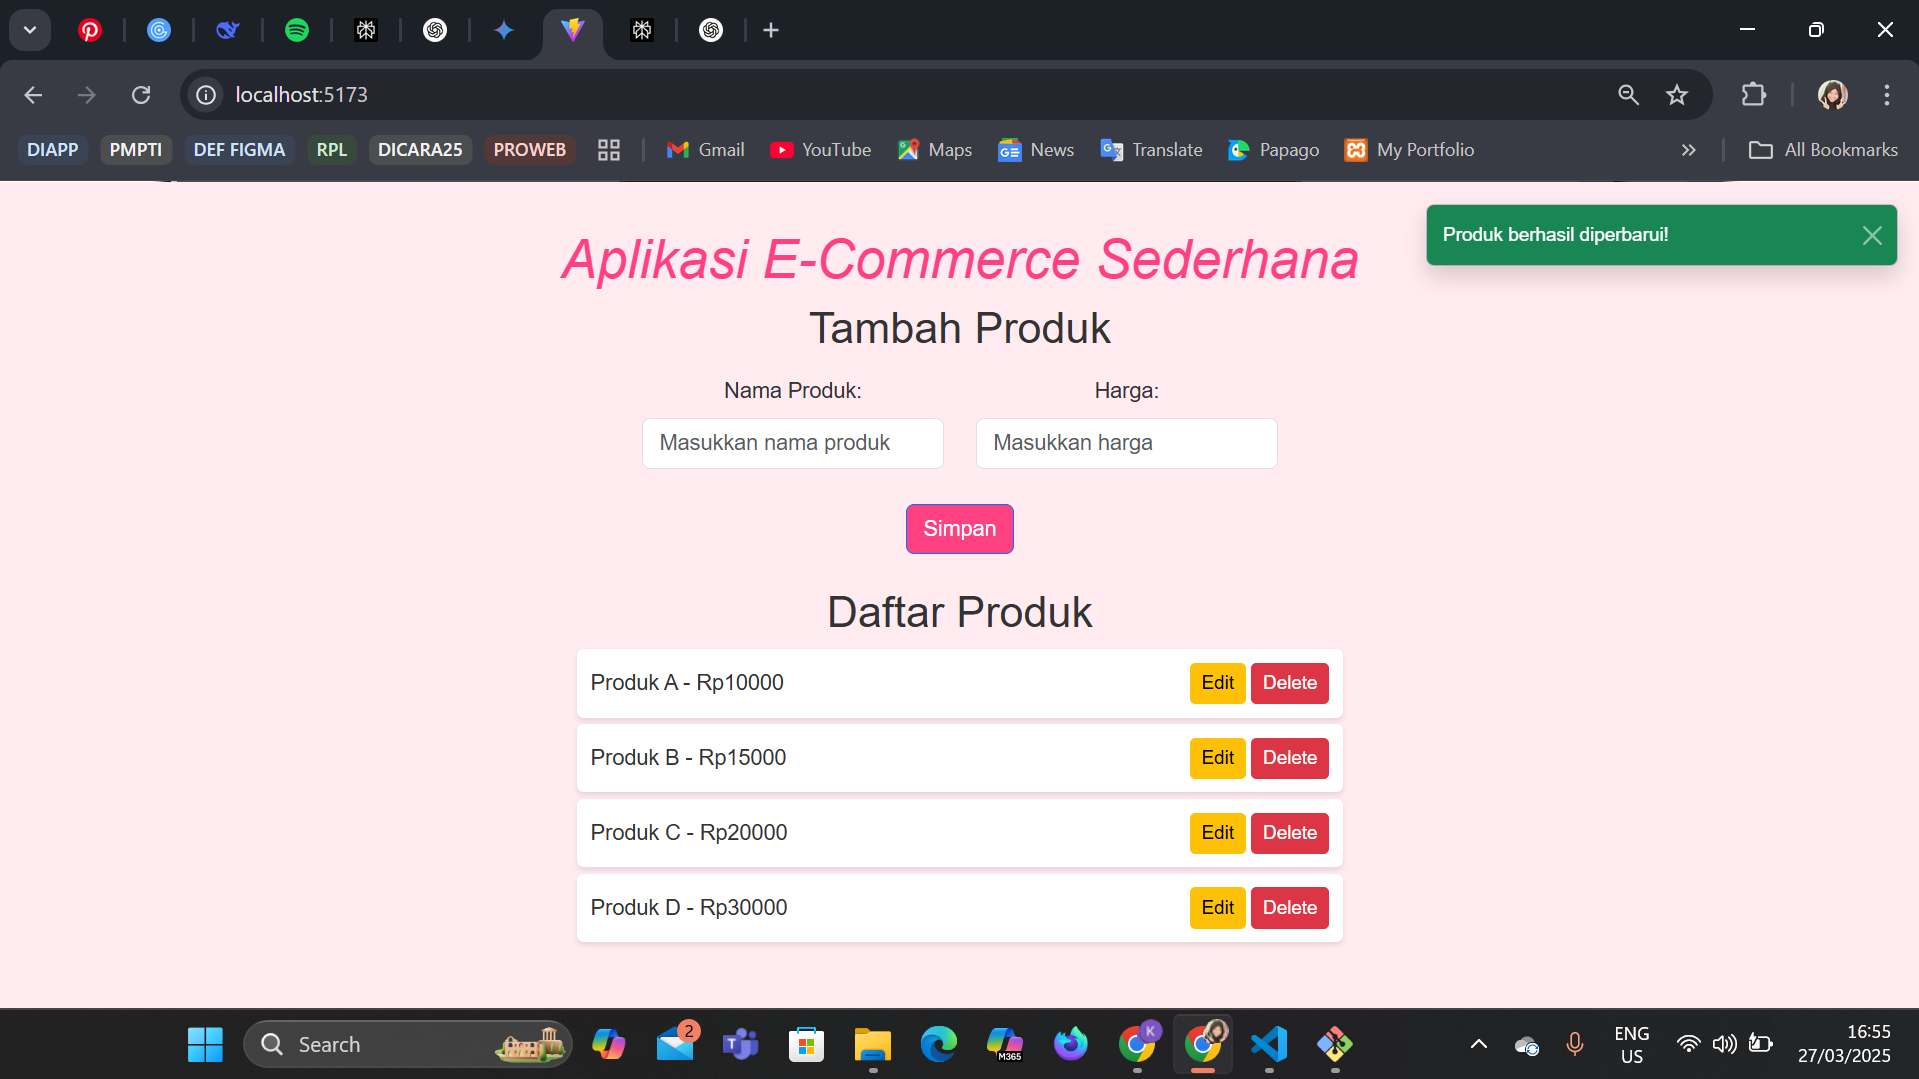 localhost:5173
DIAPP PMPTI DEF FIGMA RPL DICARA25 PROWEB Gmail YouTube Maps News Translate Papago My Portfolio All Bookmarks
Produk berhasil diperbarui!
Aplikasi E-Commerce Sederhana
Tambah Produk
Nama Produk: Harga:
Masukkan nama produk Masukkan harga
Simpan
Daftar Produk
Produk A - Rp10000 Edit Delete
Produk B - Rp15000 Edit Delete
Produk C - Rp20000 Edit Delete
Produk D - Rp30000 Edit Delete
Search 2 T M365 K ENG 16:55
US 27/03/2025